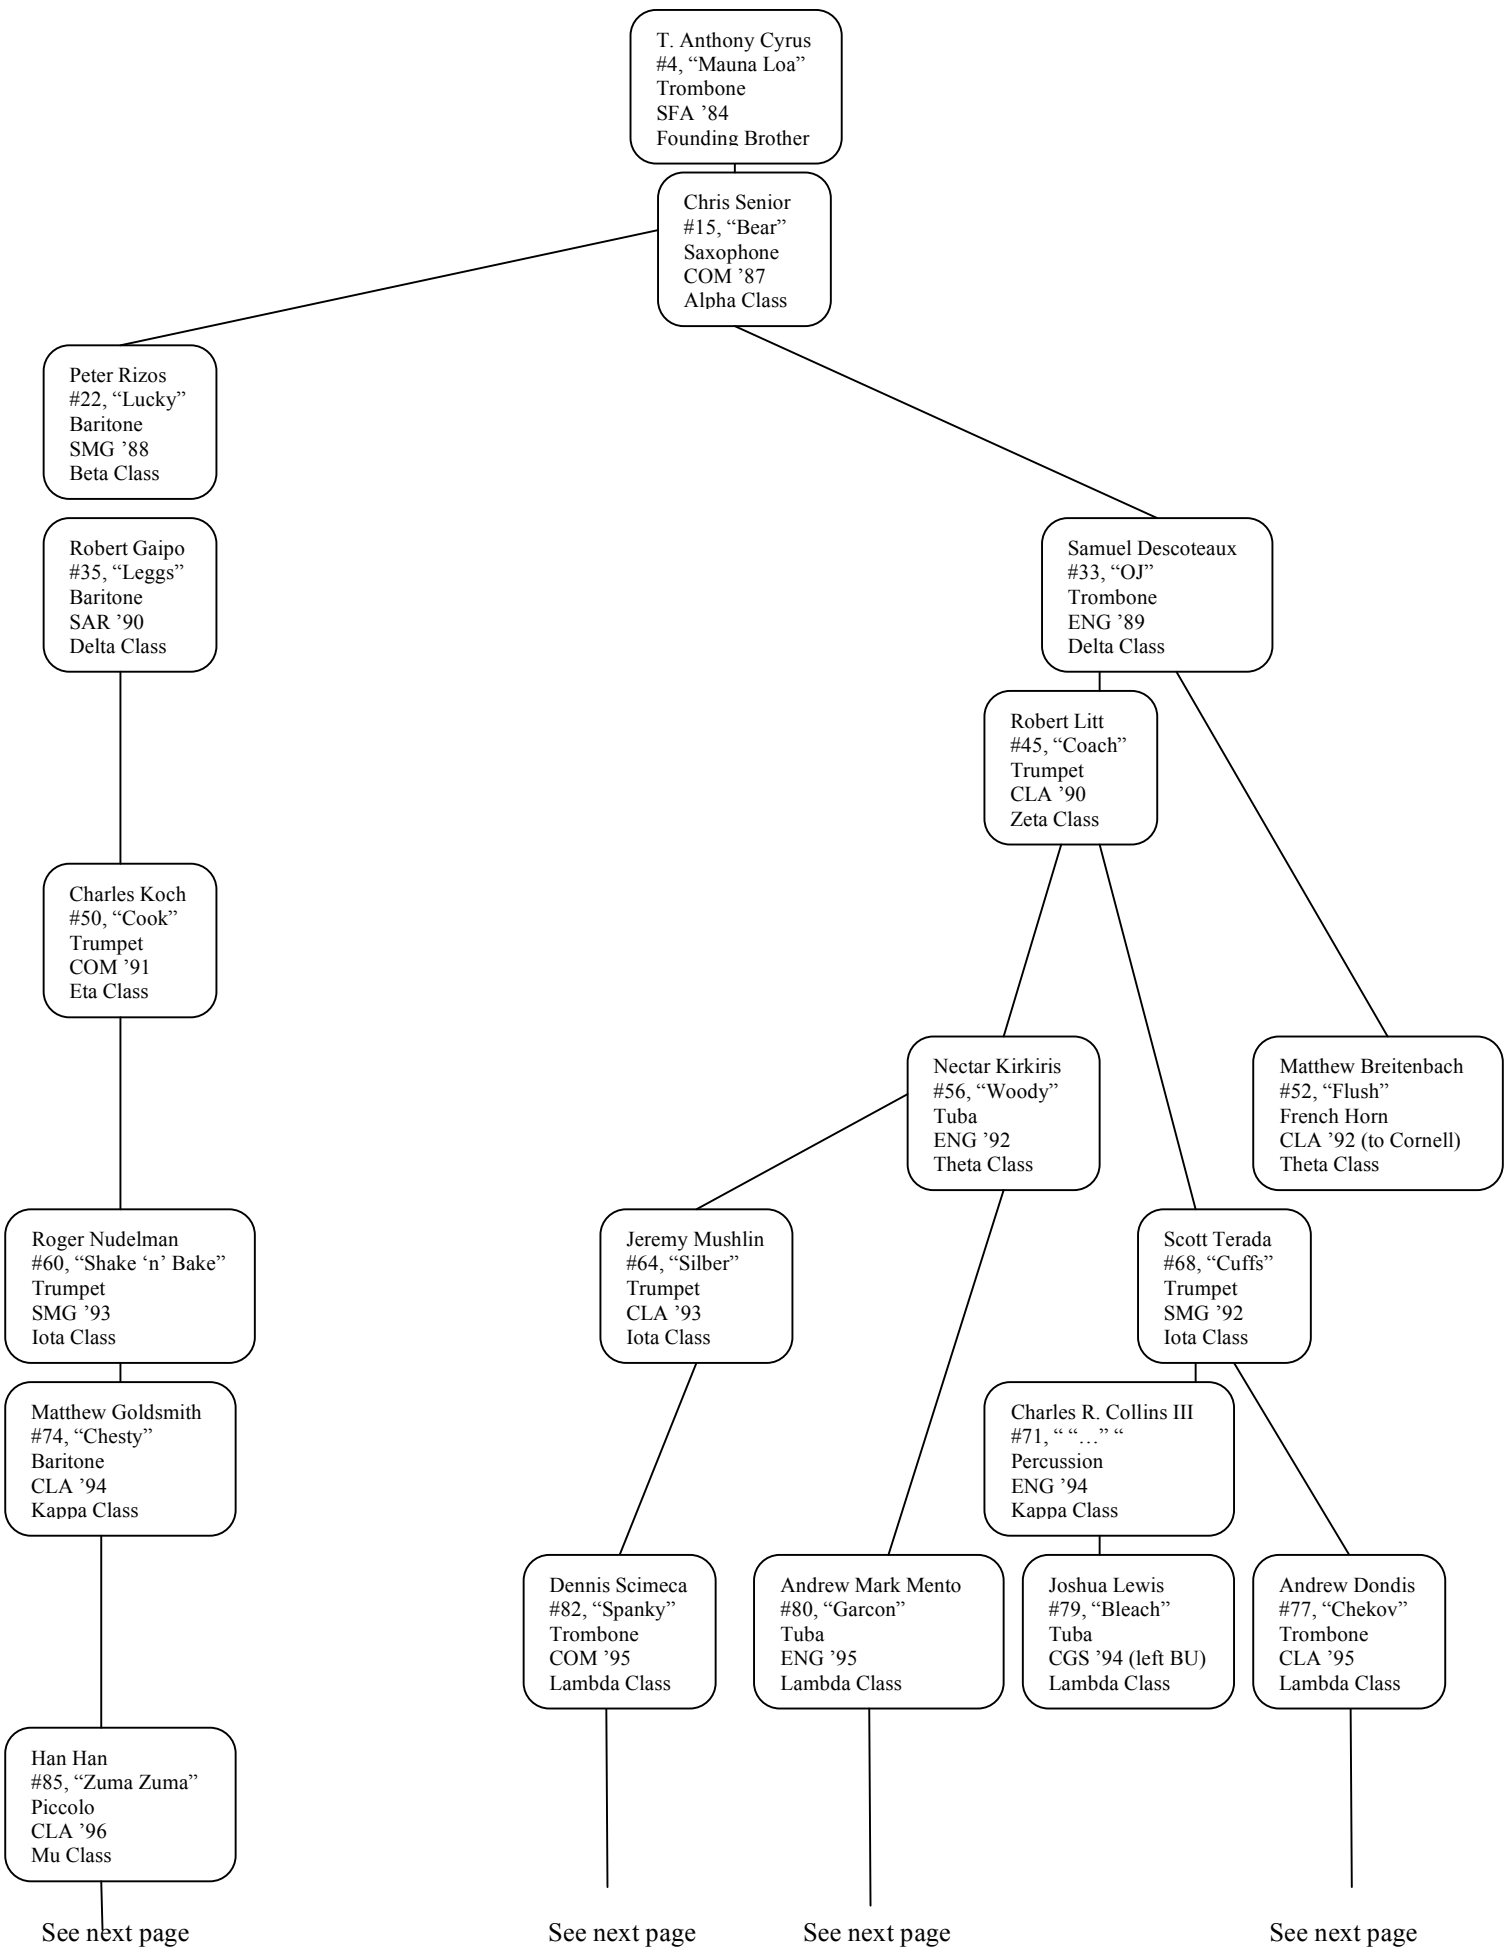 T. Anthony Cyrus
#4, “Mauna Loa”
Trombone
SFA ’84
Founding Brother
Chris Senior
#15, “Bear”
Saxophone
COM ’87
Alpha Class
Peter Rizos
#22, “Lucky”
Baritone
SMG ’88
Beta Class
Robert Gaipo
#35, “Leggs”
Baritone
SAR ’90
Delta Class
Samuel Descoteaux
#33, “OJ”
Trombone
ENG ’89
Delta Class
Robert Litt
#45, “Coach”
Trumpet
CLA ’90
Zeta Class
Charles Koch
#50, “Cook”
Trumpet
COM ’91
Eta Class
Nectar Kirkiris
#56, “Woody”
Tuba
ENG ’92
Theta Class
Matthew Breitenbach
#52, “Flush”
French Horn
CLA ’92 (to Cornell)
Theta Class
Roger Nudelman
#60, “Shake ‘n’ Bake”
Trumpet
SMG ’93
Iota Class
Jeremy Mushlin
#64, “Silber”
Trumpet
CLA ’93
Iota Class
Scott Terada
#68, “Cuffs”
Trumpet
SMG ’92
Iota Class
Matthew Goldsmith
#74, “Chesty”
Baritone
CLA ’94
Kappa Class
Charles R. Collins III
#71, “ “…” “
Percussion
ENG ’94
Kappa Class
Dennis Scimeca
#82, “Spanky”
Trombone
COM ’95
Lambda Class
Andrew Mark Mento
#80, “Garcon”
Tuba
ENG ’95
Lambda Class
Joshua Lewis
#79, “Bleach”
Tuba
CGS ’94 (left BU)
Lambda Class
Andrew Dondis
#77, “Chekov”
Trombone
CLA ’95
Lambda Class
Han Han
#85, “Zuma Zuma”
Piccolo
CLA ’96
Mu Class
See next page
See next page
See next page
See next page